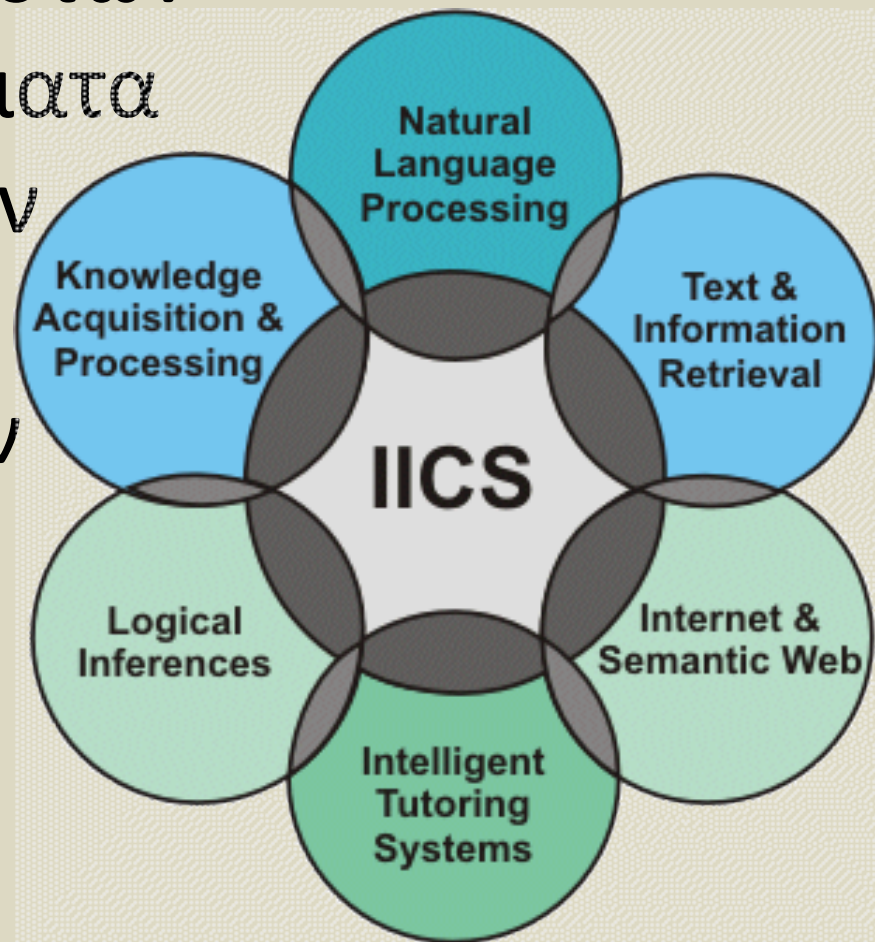 Natural
Language
Processing
Knowledge
Acquisition &
Processing
Text &
Information
Retrieval
IICS
Logical
Inferences
Internet &
Semantic Web
Intelligent
Tutoring
Systems